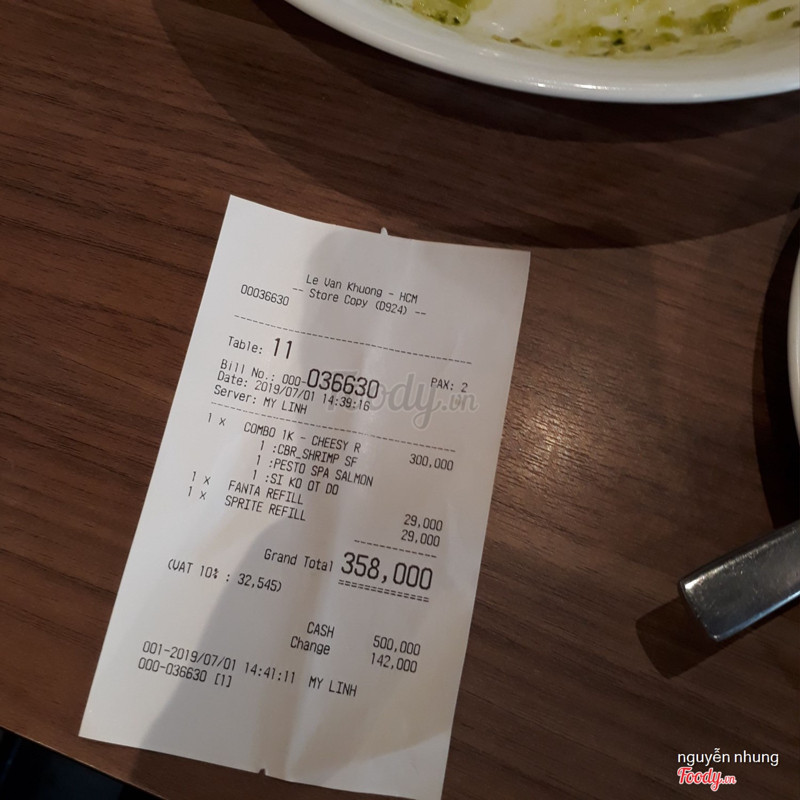 Le Van Khuong - HCM
00036630 -- Store Copy (D924) --
Table: 11 PAX: 2
Bill No.: 000-036630
Date: 2019/07/01 14:39:16
Server: MY LINH
1 x COMBO 1K - CHEESY R 300,000
1 :CBR_SHRIMP SF
1 :PESTO SPA SALMON
1 :SI KO OT DO
1 x FANTA REFILL 29,000
1 x SPRITE REFILL 29,000
Grand Total 358,000
(VAT 10% : 32,545)
CASH 500,000
Change 142,000
001-2019/07/01 14:41:11 MY LINH
000-036630 [1]
Foody.vn
nguyễn nhung
Foody.vn